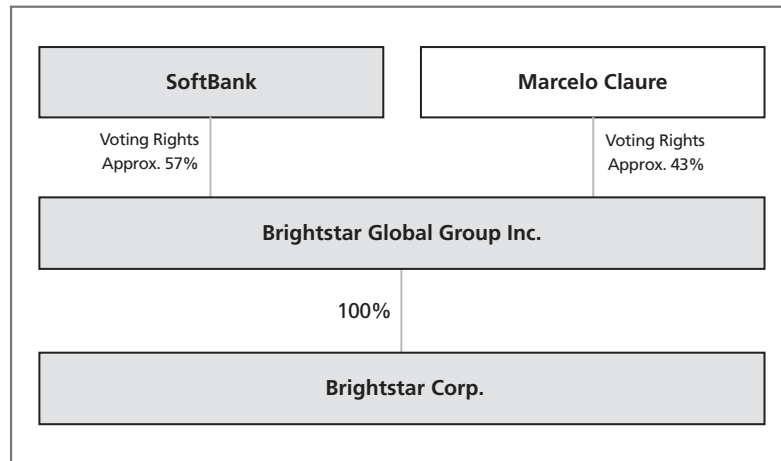 SoftBank
Marcelo Claure
Voting Rights
Approx. 57%
Voting Rights
Approx. 43%
Brightstar Global Group Inc.
100%
Brightstar Corp.